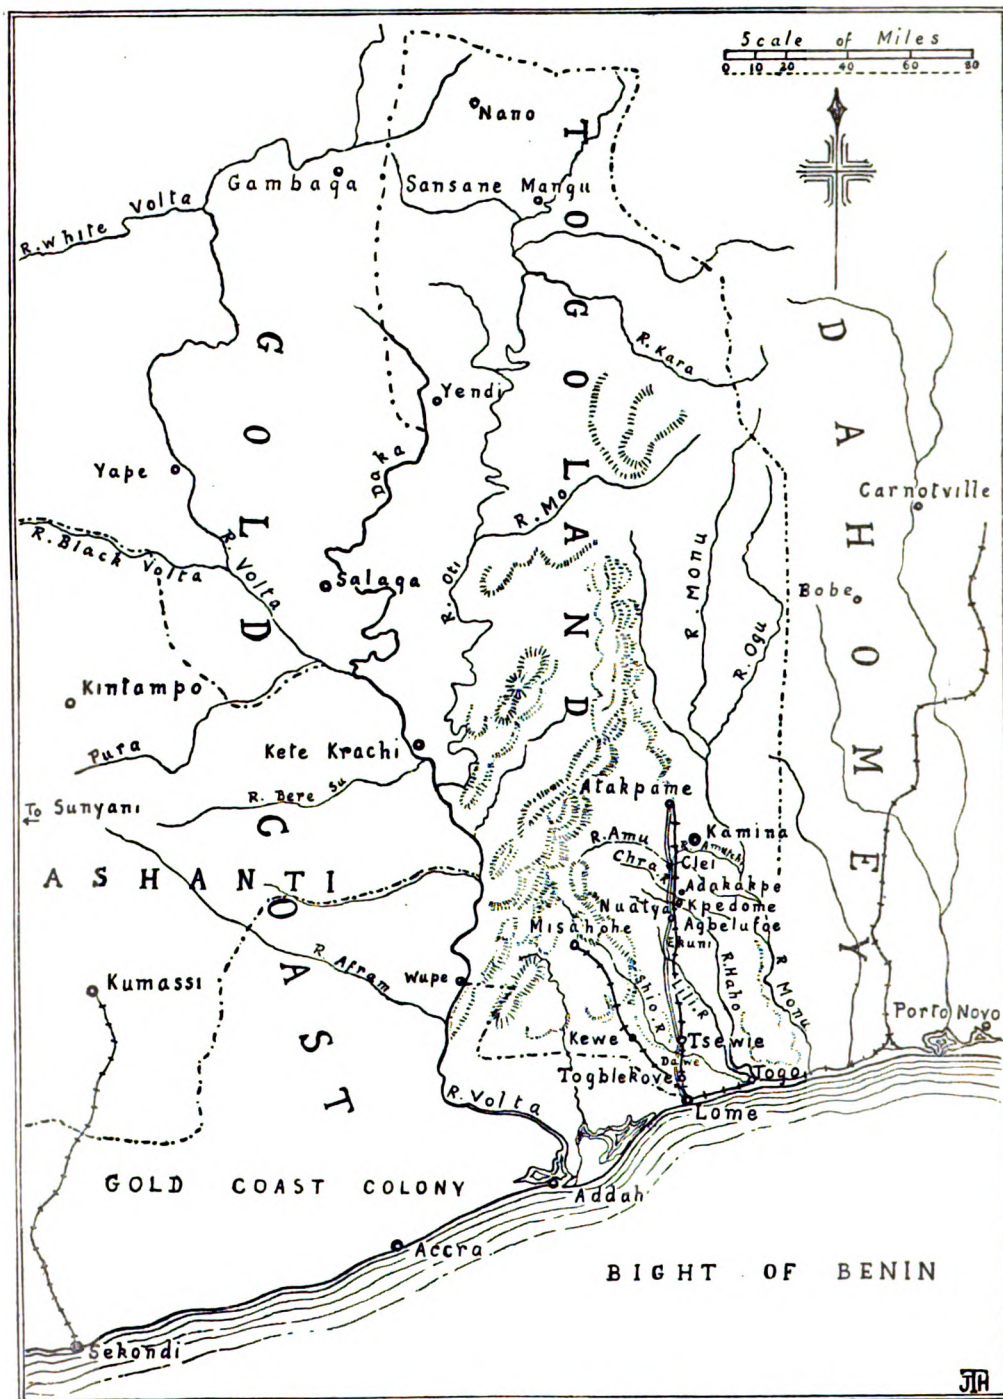 Scale of Miles
0 10 20 40 60 80
Nano
Gambaga
Sansane Mangu
R. White Volta
TOGOLAND
GOLD COAST
DAHOMEY
R. Kara
Yendi
Daka
Yape
R. Mo
Carnotville
R. Black Volta
R. Volta
Salaga
R. Oti
R. MONU
Bobe
R. Ogu
Kintampo
Pura
Kete Krachi
R. Bere Su
To Sunyani
Atakpame
R. Amu
Kamina
R. Amutchi
Chra
Clei
ASHANTI
Adakakpe
Nuatya
Kpedome
Misahohe
Agbelufoe
Ekuni
R. Afram
Wupe
Kumassi
Shio. R
Lili. R
R. Haho
R. Monu
Porto Novo
Kewe
Tsewie
Dawe
Togblekove
Togo
Lome
R. Volta
GOLD COAST COLONY
Addah
Accra
BIGHT OF BENIN
Sekondi
JTH